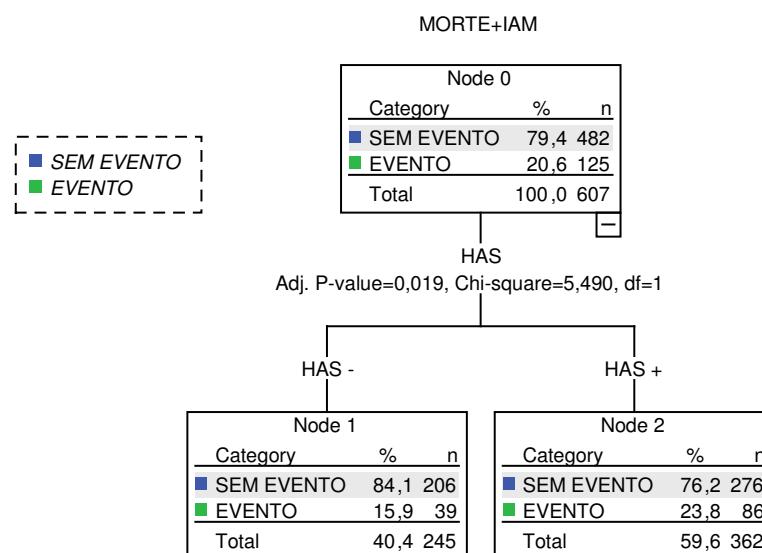 MORTE+IAM
Node 0
Category % n
SEM EVENTO 79,4 482
EVENTO 20,6 125
Total 100,0 607
SEM EVENTO
EVENTO
HAS
Adj. P-value=0,019, Chi-square=5,490, df=1
HAS -
HAS +
Node 1
Category % n
SEM EVENTO 84,1 206
EVENTO 15,9 39
Total 40,4 245
Node 2
Category % n
SEM EVENTO 76,2 276
EVENTO 23,8 86
Total 59,6 362